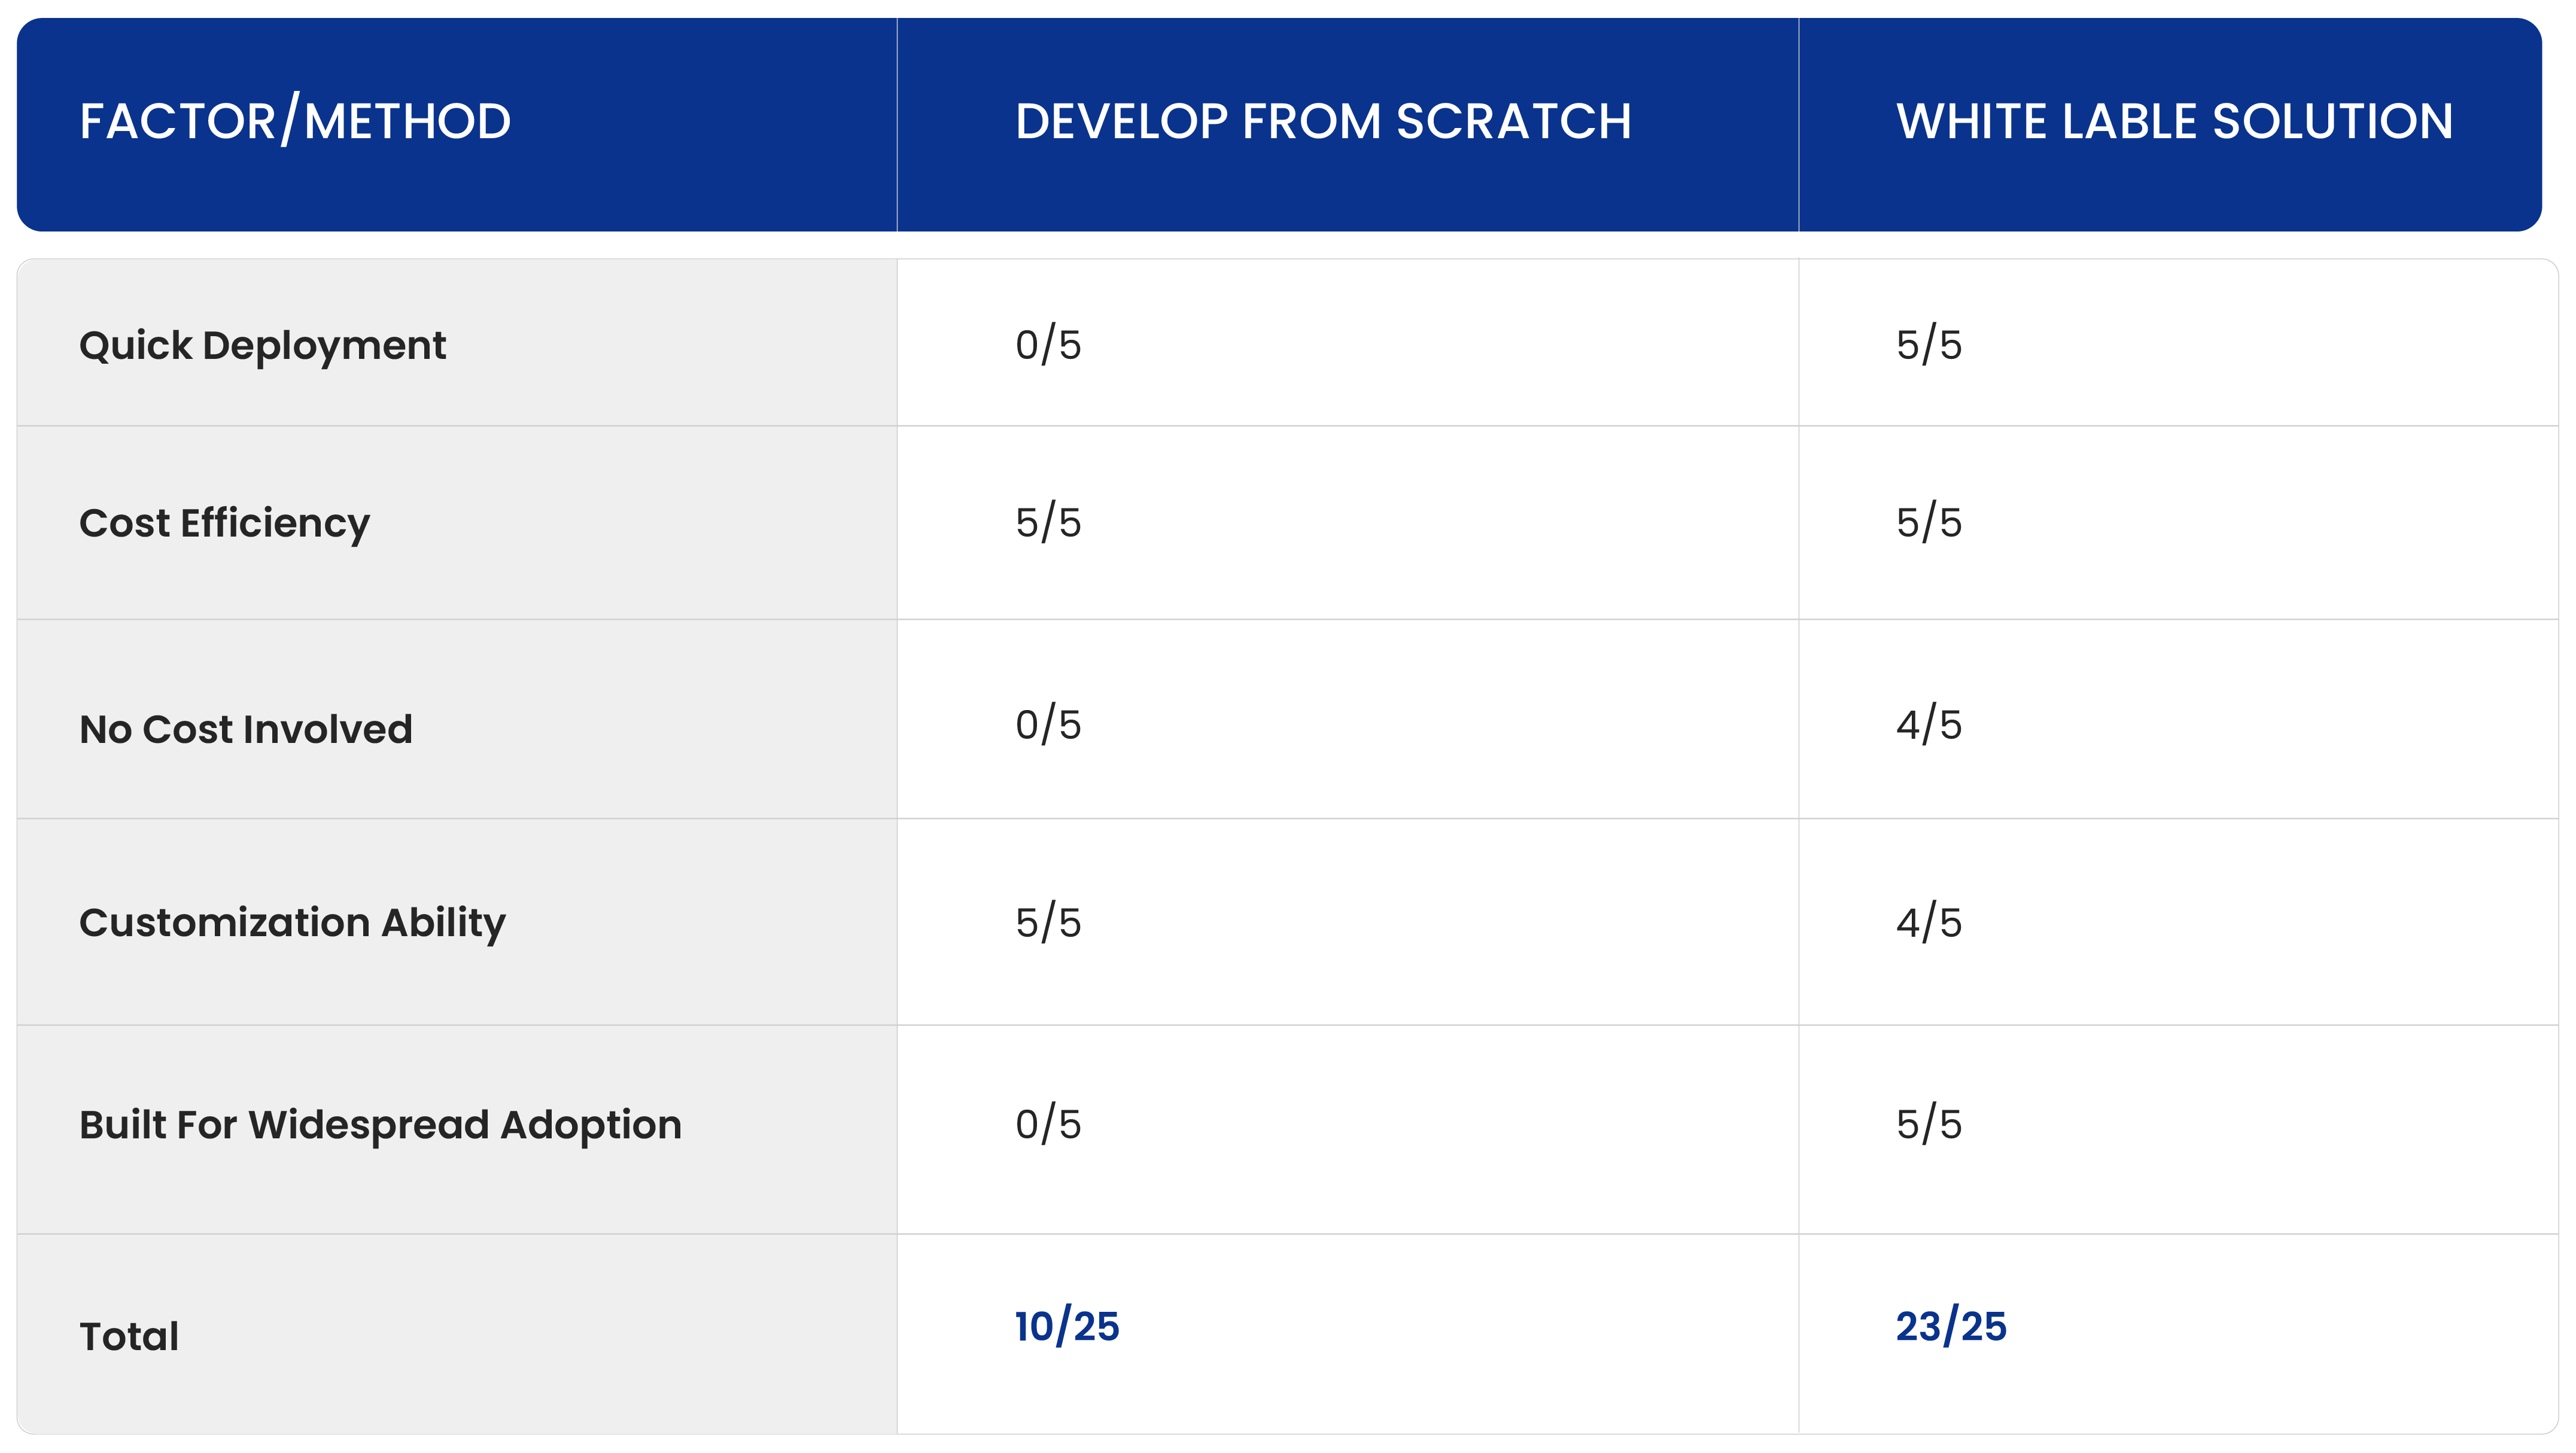 FACTOR/METHOD DEVELOP FROM SCRATCH WHITE LABLE SOLUTION
Quick Deployment 0/5 5/5
Cost Efficiency 5/5 5/5
No Cost Involved 0/5 4/5
Customization Ability 5/5 4/5
Built For Widespread Adoption 0/5 5/5
Total 10/25 23/25